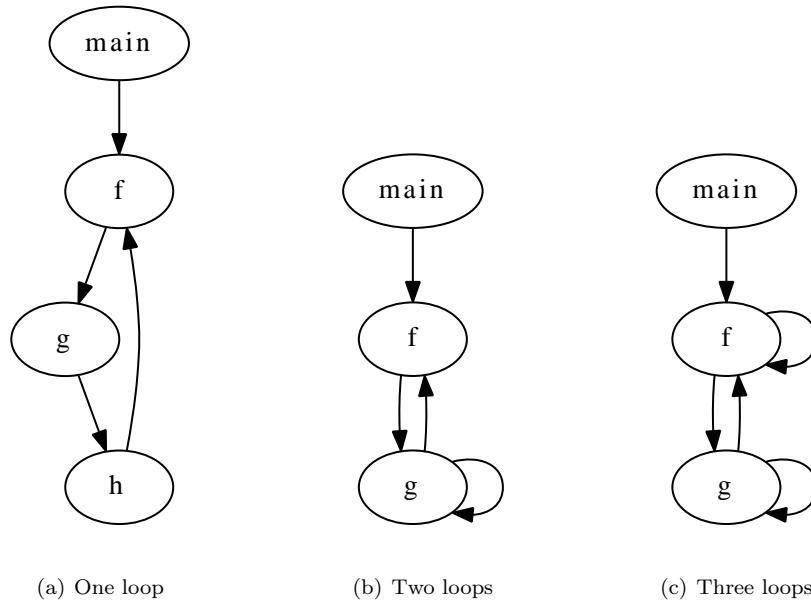 main
f
g
h
(a) One loop
main
f
g
(b) Two loops
main
f
g
(c) Three loops